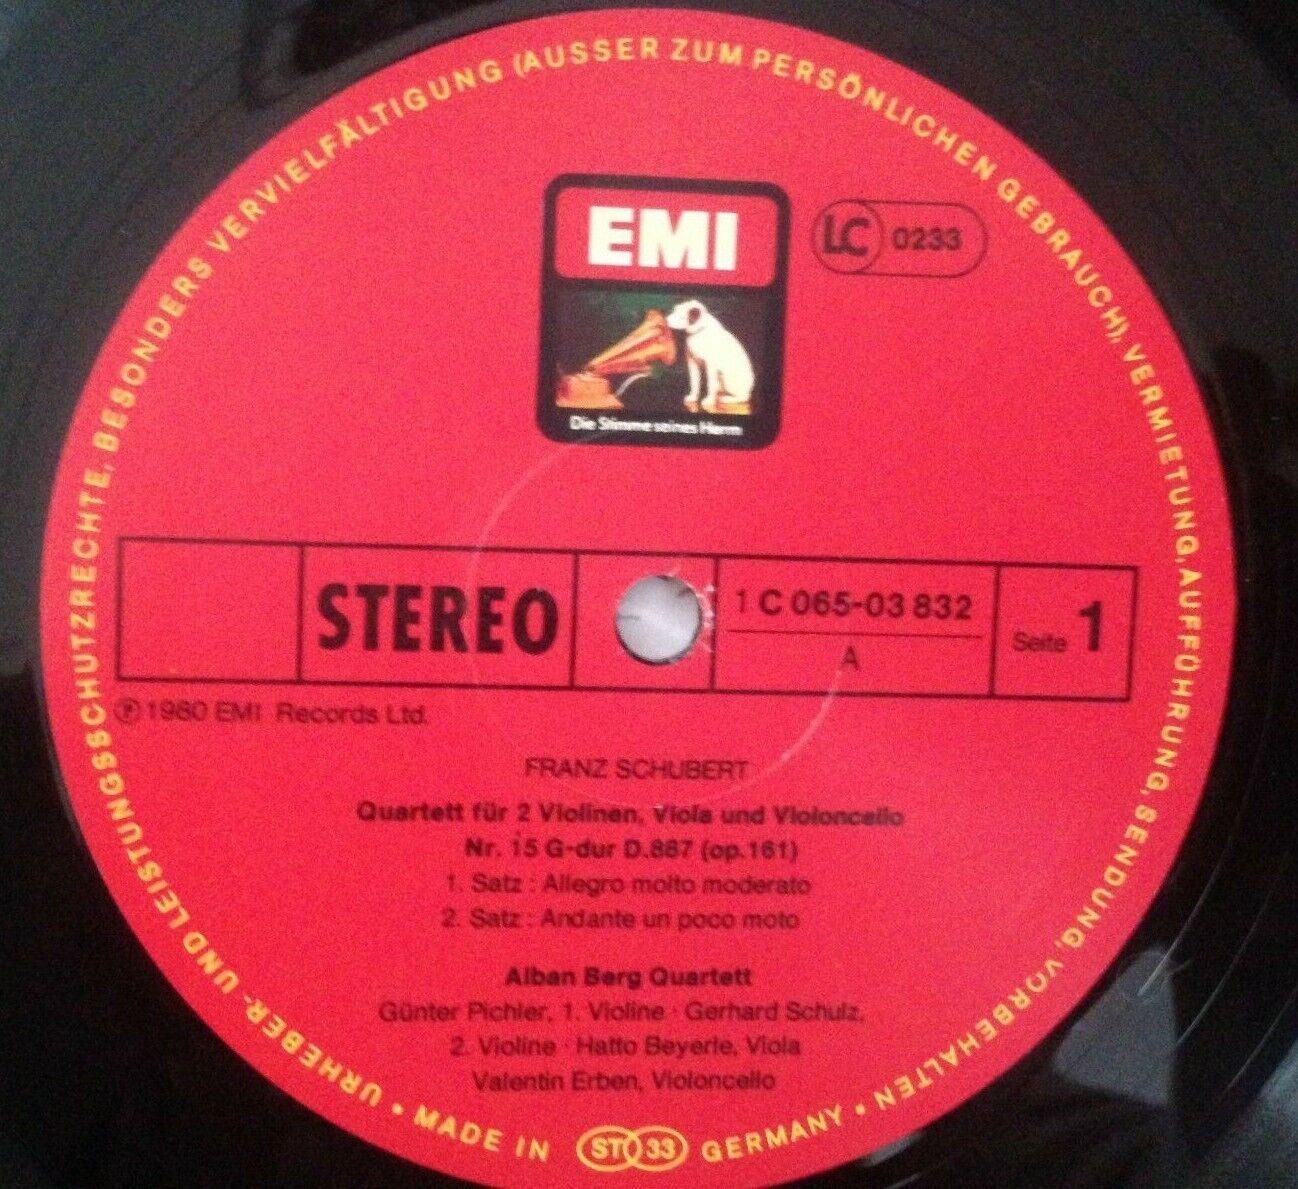 URHEBER- UND LEISTUNGSSCHUTZRECHTE, BESONDERS VERVIELFÄLTIGUNG (AUSSER ZUM PERSÖNLICHEN GEBRAUCH), VERMIETUNG, AUFFÜHRUNG, SENDUNG, VORBEHALTEN •
EMI
LC 0233
Die Stimme seines Herrn
STEREO
1 C 065-03 832
A
Seite 1
℗ 1980 EMI Records Ltd.
FRANZ SCHUBERT
Quartett für 2 Violinen, Viola und Violoncello
Nr. 15 G-dur D.887 (op.161)
1. Satz : Allegro molto moderato
2. Satz : Andante un poco moto
Alban Berg Quartett
Günter Pichler, 1. Violine · Gerhard Schulz,
2. Violine · Hatto Beyerle, Viola
Valentin Erben, Violoncello
• MADE IN ST 33 GERMANY